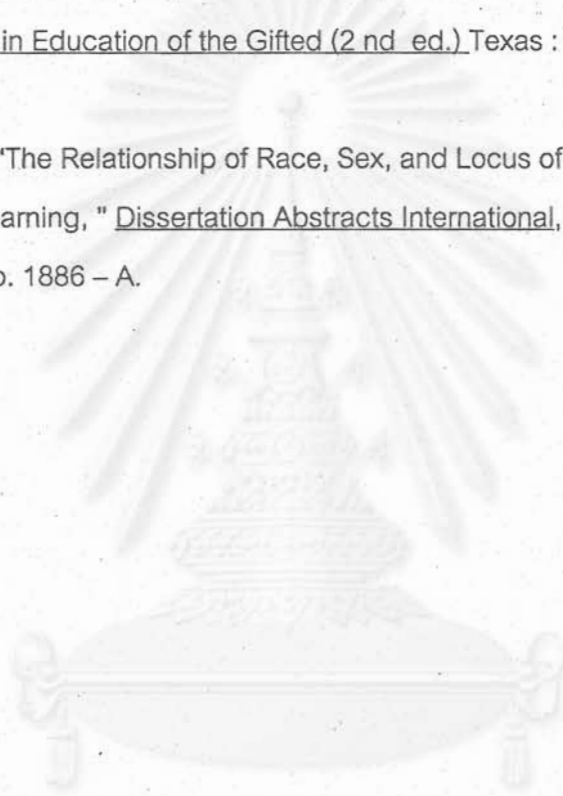 in Education of the Gifted (2 nd ed.) Texas :
"The Relationship of Race, Sex, and Locus of
arning, " Dissertation Abstracts International,
. 1886 – A.